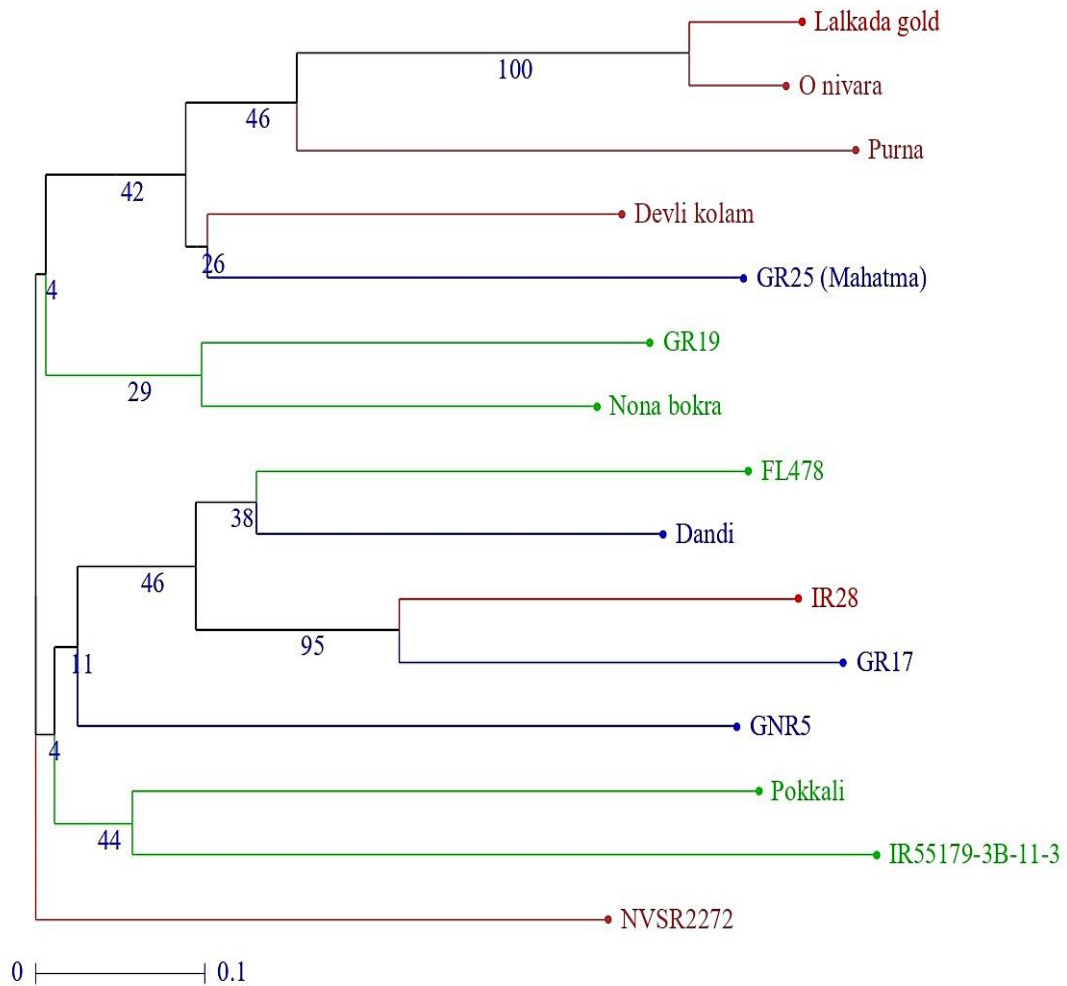 Lalkada gold
100
O nivara
46
Purna
42
Devli kolam
26
GR25 (Mahatma)
4
GR19
29
Nona bokra
FL478
38
Dandi
46
IR28
95
GR17
11
GNR5
4
Pokkali
44
IR55179-3B-11-3
NVSR2272
0 0.1